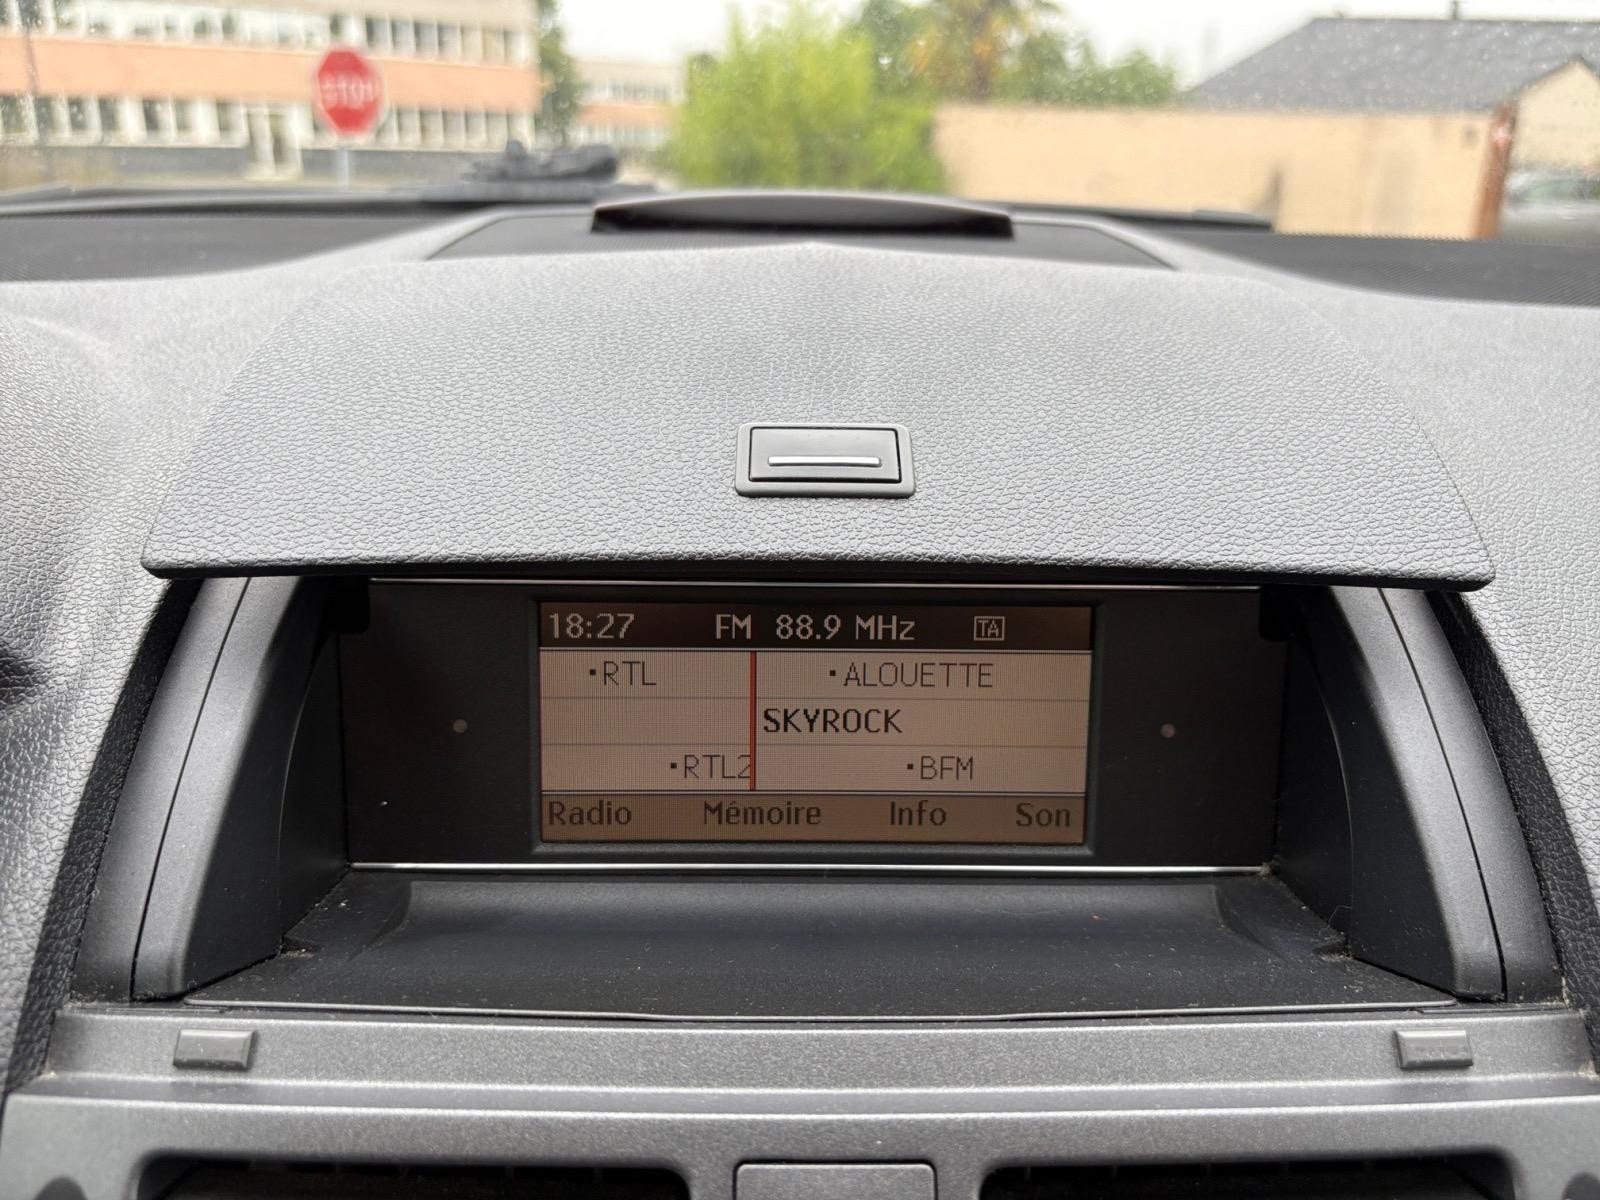 STOP
18:27 FM 88.9 MHz TA
•RTL •ALOUETTE
SKYROCK
•RTL2 •BFM
Radio Mémoire Info Son